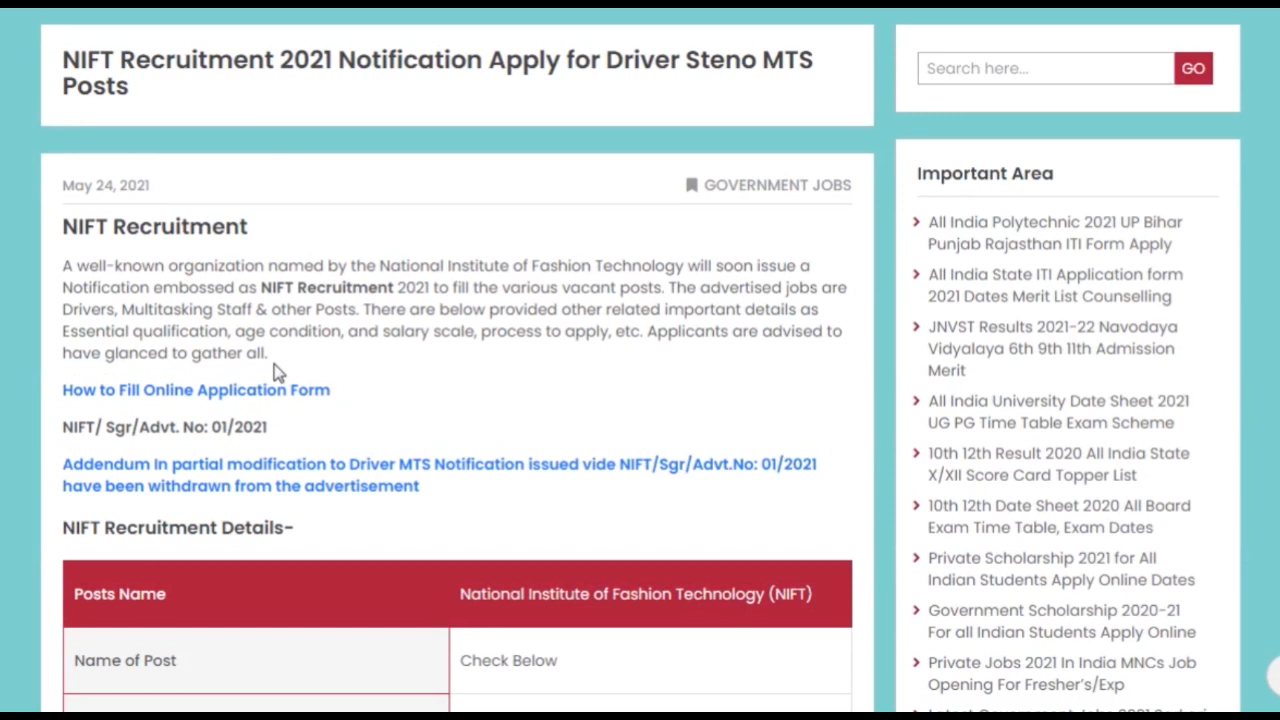 NIFT Recruitment 2021 Notification Apply for Driver Steno MTS
Posts
May 24, 2021
GOVERNMENT JOBS
NIFT Recruitment
A well-known organization named by the National Institute of Fashion Technology will soon issue a
Notification embossed as NIFT Recruitment 2021 to fill the various vacant posts. The advertised jobs are
Drivers, Multitasking Staff & other Posts. There are below provided other related important details as
Essential qualification, age condition, and salary scale, process to apply, etc. Applicants are advised to
have glanced to gather all.
How to Fill Online Application Form
NIFT/ Sgr/Advt. No: 01/2021
Addendum In partial modification to Driver MTS Notification issued vide NIFT/Sgr/Advt.No: 01/2021
have been withdrawn from the advertisement
NIFT Recruitment Details-
Posts Name
National Institute of Fashion Technology (NIFT)
Name of Post
Check Below
Search here...
GO
Important Area
All India Polytechnic 2021 UP Bihar
Punjab Rajasthan ITI Form Apply
All India State ITI Application form
2021 Dates Merit List Counselling
JNVST Results 2021-22 Navodaya
Vidyalaya 6th 9th 11th Admission
Merit
All India University Date Sheet 2021
UG PG Time Table Exam Scheme
10th 12th Result 2020 All India State
X/XII Score Card Topper List
10th 12th Date Sheet 2020 All Board
Exam Time Table, Exam Dates
Private Scholarship 2021 for All
Indian Students Apply Online Dates
Government Scholarship 2020-21
For all Indian Students Apply Online
Private Jobs 2021 In India MNCs Job
Opening For Fresher's/Exp